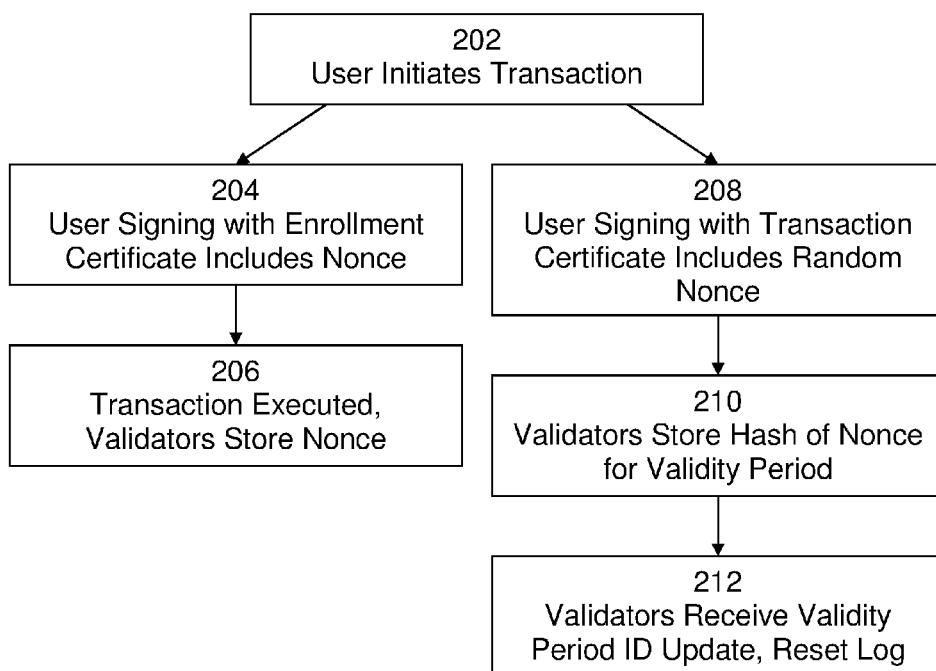 202
User Initiates Transaction
204
User Signing with Enrollment
Certificate Includes Nonce
206
Transaction Executed,
Validators Store Nonce
208
User Signing with Transaction
Certificate Includes Random
Nonce
210
Validators Store Hash of Nonce
for Validity Period
212
Validators Receive Validity
Period ID Update, Reset Log